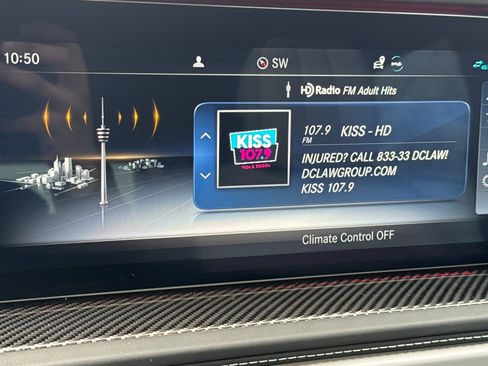 10:50
SW
me
HD Radio FM Adult Hits
KISS
107.9
'90s & 2000s
107.9 KISS - HD
FM
INJURED? CALL 833-33 DCLAW!
DCLAWGROUP.COM
KISS 107.9
Climate Control OFF